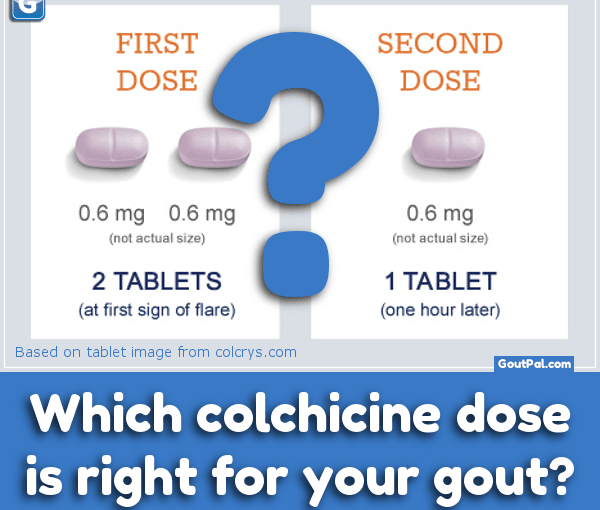 G
FIRST
DOSE
0.6 mg 0.6 mg
(not actual size)
2 TABLETS
(at first sign of flare)
SECOND
DOSE
0.6 mg
(not actual size)
1 TABLET
(one hour later)
?
Based on tablet image from colcrys.com
GoutPal.com
Which colchicine dose
is right for your gout?